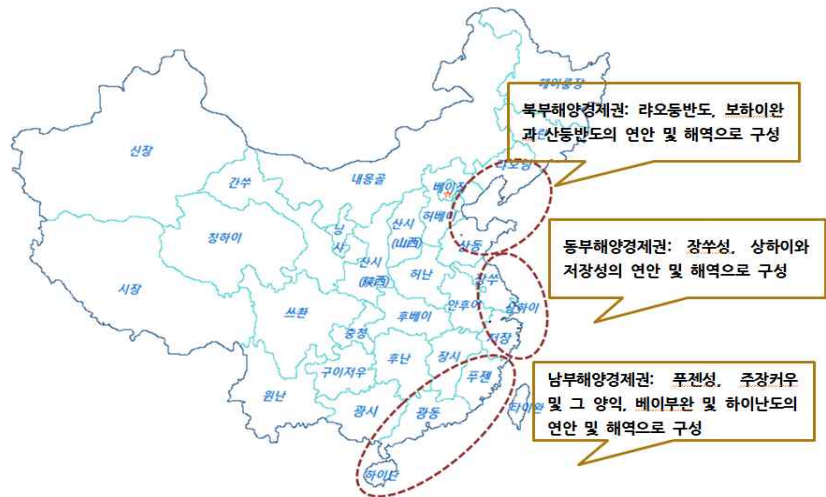 헤이룽장
북부해양경제권: 랴오둥반도, 보하이완
과 산둥반도의 연안 및 해역으로 구성
랴오닝
신장
내몽골
간쑤
베이징
허베이
산시
(山西)
닝
샤
칭하이
산둥
동부해양경제권: 장쑤성, 상하이와
저장성의 연안 및 해역으로 구성
산시
(陝西)
허난
장쑤
시장
쓰촨
후베이
안후이
상하이
충칭
저장
후난
장시
구이저우
푸젠
남부해양경제권: 푸젠성, 주장커우
및 그 양익, 베이부완 및 하이난도의
연안 및 해역으로 구성
윈난
광시
광동
타이완
하이난